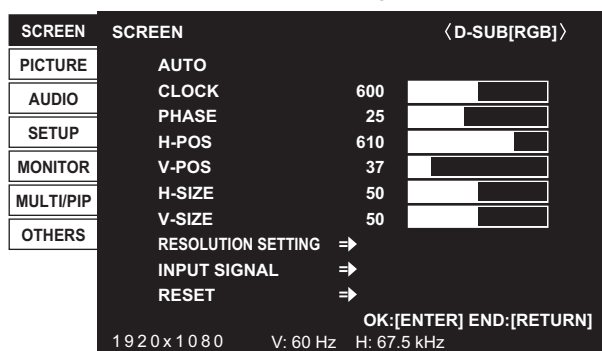 SCREEN
PICTURE
AUDIO
SETUP
MONITOR
MULTI/PIP
OTHERS
SCREEN 〈D-SUB[RGB]〉
AUTO
CLOCK 600
PHASE 25
H-POS 610
V-POS 37
H-SIZE 50
V-SIZE 50
RESOLUTION SETTING ⇒
INPUT SIGNAL ⇒
RESET ⇒
OK:[ENTER] END:[RETURN]
1920x1080 V: 60 Hz H: 67.5 kHz